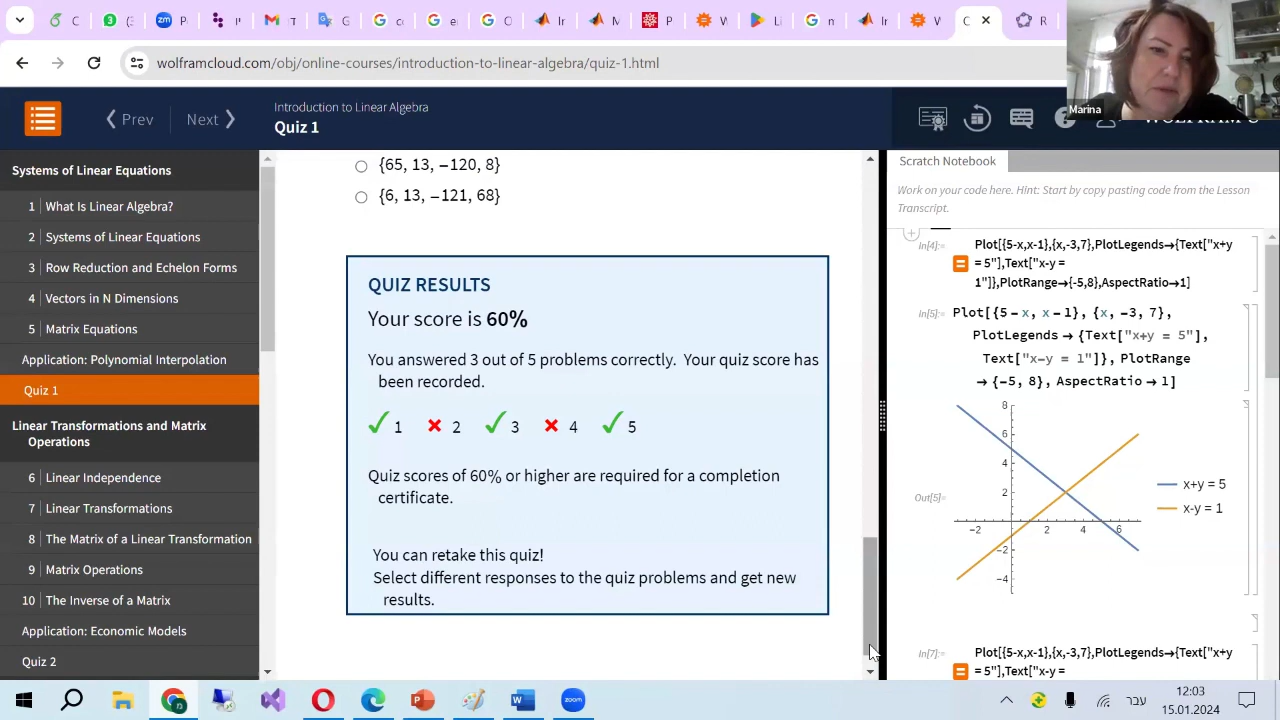 wolframcloud.com/obj/online-courses/introduction-to-linear-algebra/quiz-1.html
Marina
Prev
Next
Introduction to Linear Algebra
Quiz 1
Systems of Linear Equations
1 What Is Linear Algebra?
2 Systems of Linear Equations
3 Row Reduction and Echelon Forms
4 Vectors in N Dimensions
5 Matrix Equations
Application: Polynomial Interpolation
Quiz 1
Linear Transformations and Matrix
Operations
6 Linear Independence
7 Linear Transformations
8 The Matrix of a Linear Transformation
9 Matrix Operations
10 The Inverse of a Matrix
Application: Economic Models
Quiz 2
{65, 13, −120, 8}
{6, 13, −121, 68}
QUIZ RESULTS
Your score is 60%
You answered 3 out of 5 problems correctly. Your quiz score has
been recorded.
✓ 1 ✖ 2 ✓ 3 ✖ 4 ✓ 5
Quiz scores of 60% or higher are required for a completion
certificate.
You can retake this quiz!
Select different responses to the quiz problems and get new
results.
Scratch Notebook
Work on your code here. Hint: Start by copy pasting code from the Lesson
Transcript.
In[4]:= Plot[{5-x,x-1},{x,-3,7},PlotLegends→{Text["x+y
= 5"],Text["x-y =
1"]},PlotRange→{-5,8},AspectRatio→1]
In[5]:= Plot[{5 − x, x − 1}, {x, −3, 7},
PlotLegends → {Text["x+y = 5"],
Text["x−y = 1"]}, PlotRange
→ {−5, 8}, AspectRatio → 1]
Out[5]=
8
6
4
2
−2
−4
−2 2 4 6
x+y = 5
x-y = 1
In[7]:= Plot[{5-x,x-1},{x,-3,7},PlotLegends→{Text["x+y
= 5"],Text["x-y =
עבר
12:03
15.01.2024